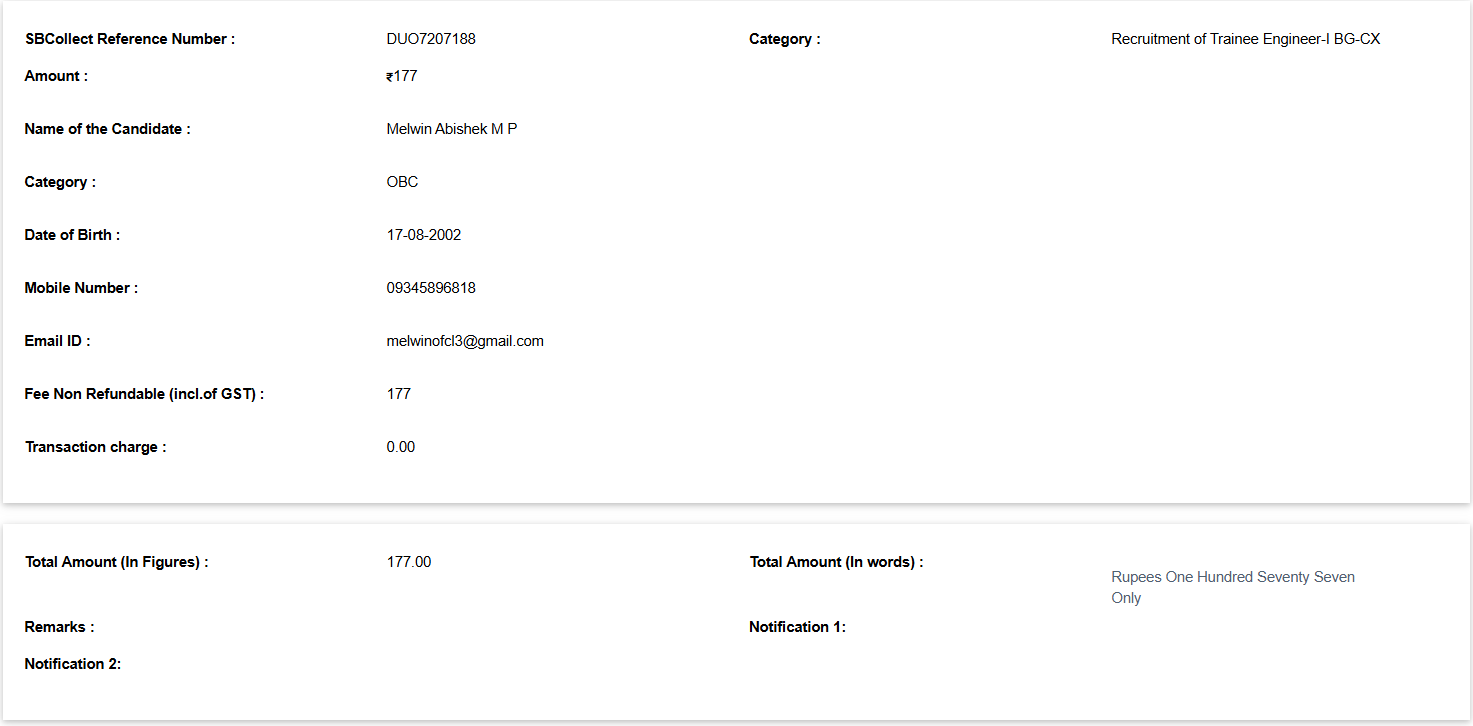 SBCollect Reference Number : DUO7207188 Category : Recruitment of Trainee Engineer-I BG-CX
Amount : ₹177
Name of the Candidate : Melwin Abishek M P
Category : OBC
Date of Birth : 17-08-2002
Mobile Number : 09345896818
Email ID : melwinofcl3@gmail.com
Fee Non Refundable (incl.of GST) : 177
Transaction charge : 0.00
Total Amount (In Figures) : 177.00 Total Amount (In words) :
Rupees One Hundred Seventy Seven
Only
Remarks : Notification 1:
Notification 2: